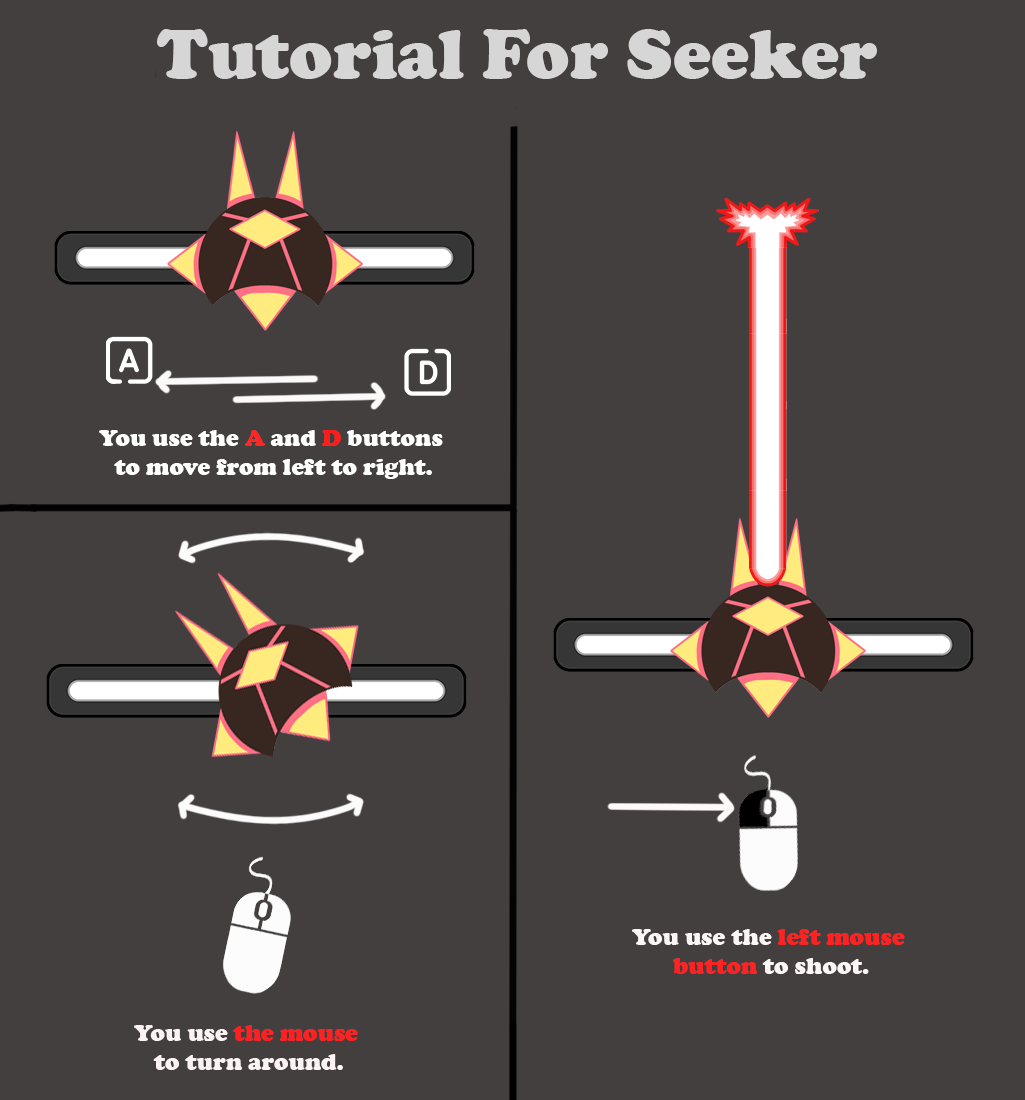 Tutorial For Seeker
A
D
You use the A and D buttons
to move from left to right.
You use the mouse
to turn around.
You use the left mouse
button to shoot.